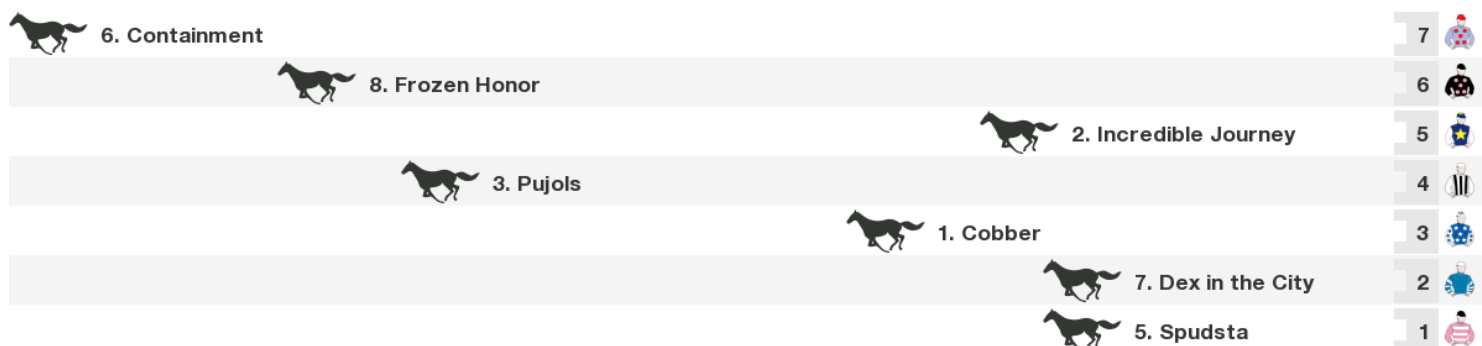 6. Containment 7
8. Frozen Honor 6
2. Incredible Journey 5
3. Pujols 4
1. Cobber 3
7. Dex in the City 2
5. Spudsta 1